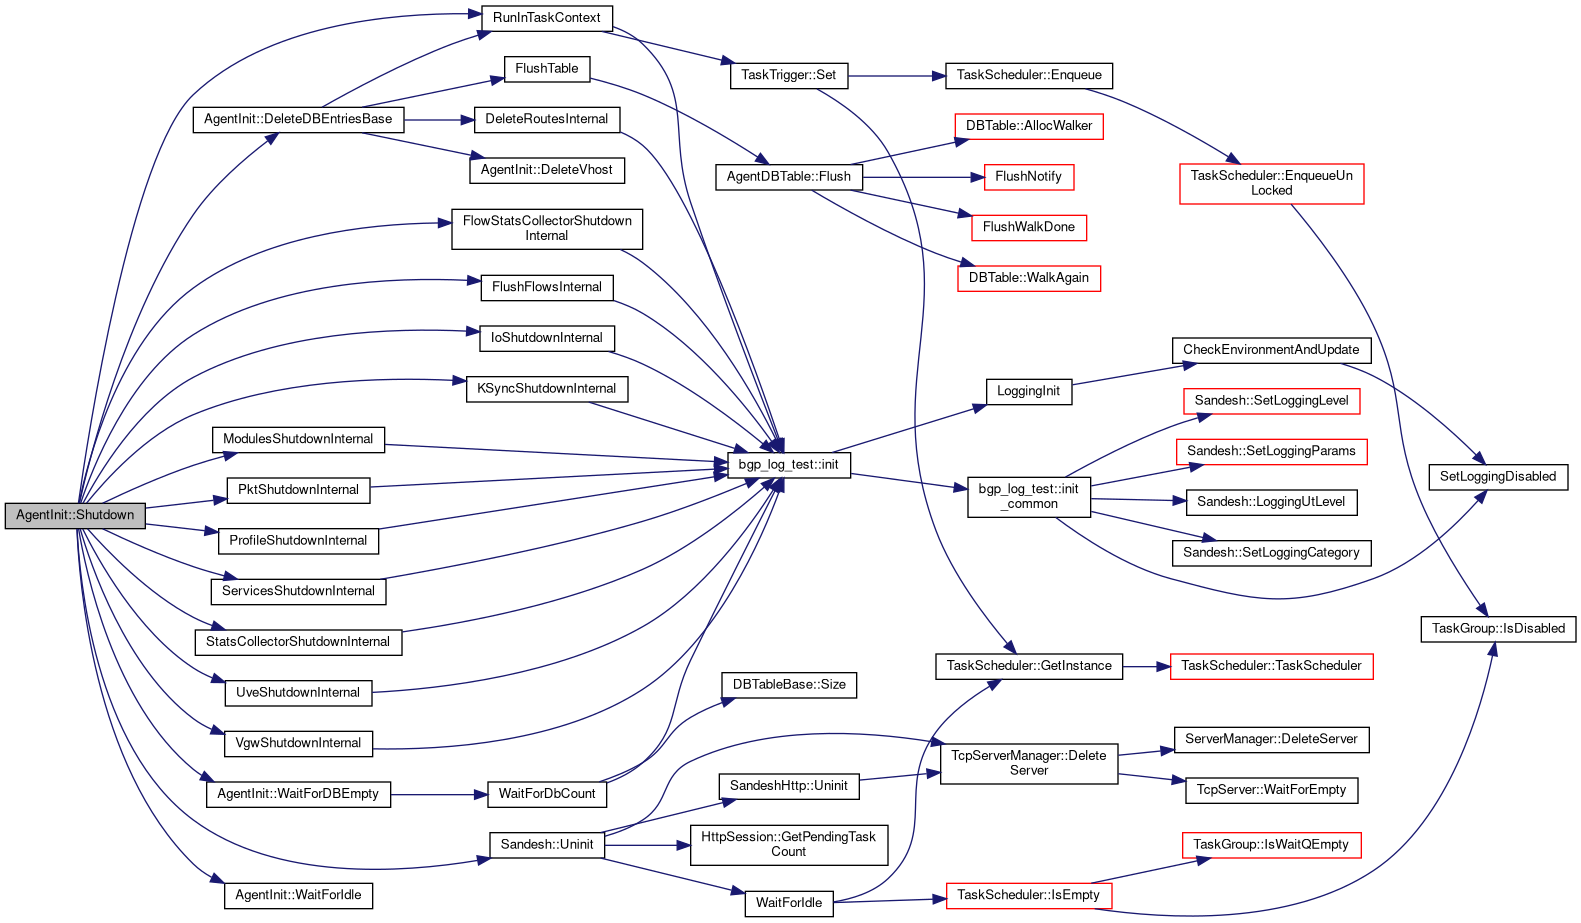 RunInTaskContext
FlushTable
TaskTrigger::Set
TaskScheduler::Enqueue
AgentInit::DeleteDBEntriesBase
DeleteRoutesInternal
DBTable::AllocWalker
AgentInit::DeleteVhost
AgentDBTable::Flush
FlushNotify
TaskScheduler::EnqueueUn
Locked
FlowStatsCollectorShutdown
Internal
FlushWalkDone
DBTable::WalkAgain
FlushFlowsInternal
IoShutdownInternal
CheckEnvironmentAndUpdate
KSyncShutdownInternal
LoggingInit
Sandesh::SetLoggingLevel
ModulesShutdownInternal
Sandesh::SetLoggingParams
bgp_log_test::init
SetLoggingDisabled
PktShutdownInternal
bgp_log_test::init
_common
Sandesh::LoggingUtLevel
AgentInit::Shutdown
ProfileShutdownInternal
Sandesh::SetLoggingCategory
ServicesShutdownInternal
StatsCollectorShutdownInternal
TaskGroup::IsDisabled
TaskScheduler::GetInstance
TaskScheduler::TaskScheduler
UveShutdownInternal
DBTableBase::Size
VgwShutdownInternal
ServerManager::DeleteServer
TcpServerManager::Delete
Server
AgentInit::WaitForDBEmpty
WaitForDbCount
SandeshHttp::Uninit
TcpServer::WaitForEmpty
Sandesh::Uninit
HttpSession::GetPendingTask
Count
TaskGroup::IsWaitQEmpty
AgentInit::WaitForIdle
WaitForIdle
TaskScheduler::IsEmpty